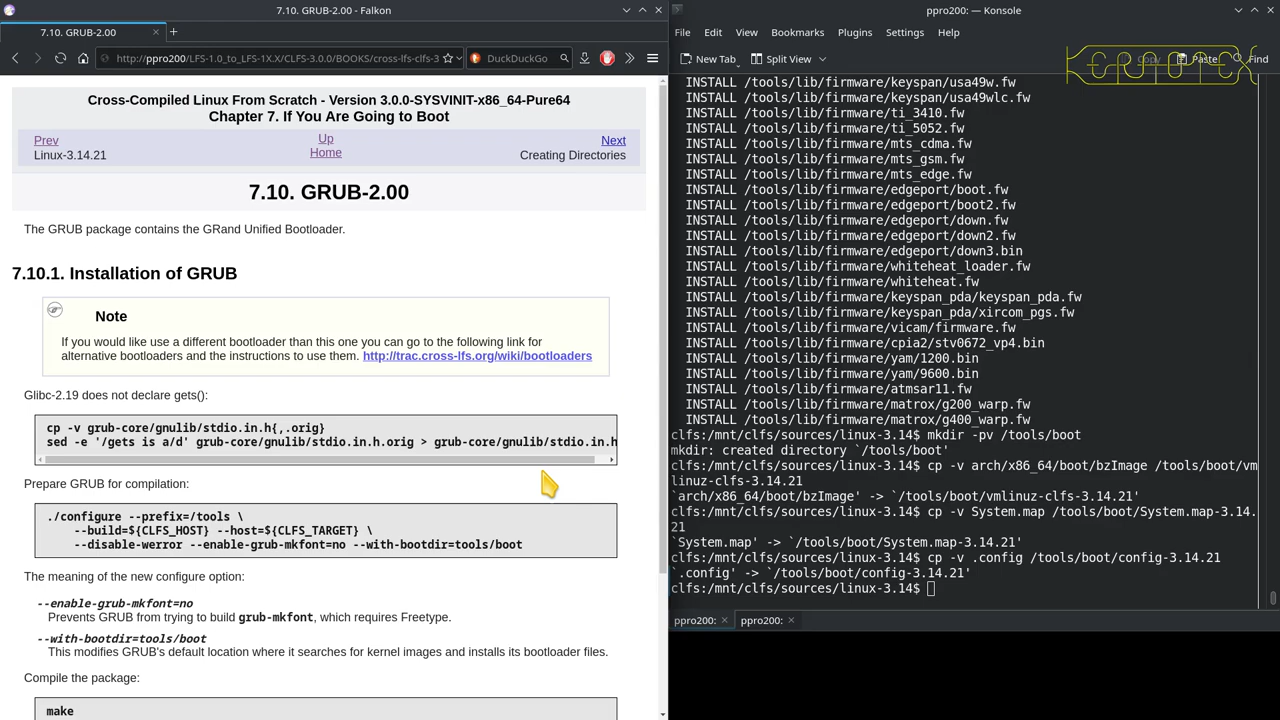 7.10. GRUB-2.00 - Falkon
7.10. GRUB-2.00
http://ppro200/LFS-1.0_to_LFS-1X.X/CLFS-3.0.0/BOOKS/cross-lfs-clfs-3
DuckDuckGo
Cross-Compiled Linux From Scratch - Version 3.0.0-SYSVINIT-x86_64-Pure64
Chapter 7. If You Are Going to Boot
Prev
Up
Next
Linux-3.14.21
Home
Creating Directories
7.10. GRUB-2.00
The GRUB package contains the GRand Unified Bootloader.
7.10.1. Installation of GRUB
Note
If you would like use a different bootloader than this one you can go to the following link for
alternative bootloaders and the instructions to use them. http://trac.cross-lfs.org/wiki/bootloaders
Glibc-2.19 does not declare gets():
cp -v grub-core/gnulib/stdio.in.h{,.orig}
sed -e '/gets is a/d' grub-core/gnulib/stdio.in.h.orig > grub-core/gnulib/stdio.in.h
Prepare GRUB for compilation:
./configure --prefix=/tools \
--build=${CLFS_HOST} --host=${CLFS_TARGET} \
--disable-werror --enable-grub-mkfont=no --with-bootdir=tools/boot
The meaning of the new configure option:
--enable-grub-mkfont=no
Prevents GRUB from trying to build grub-mkfont, which requires Freetype.
--with-bootdir=tools/boot
This modifies GRUB's default location where it searches for kernel images and installs its bootloader files.
Compile the package:
make
ppro200: — Konsole
File Edit View Bookmarks Plugins Settings Help
New Tab Split View Copy Paste Find
INSTALL /tools/lib/firmware/keyspan/usa49w.fw
INSTALL /tools/lib/firmware/keyspan/usa49wlc.fw
INSTALL /tools/lib/firmware/ti_3410.fw
INSTALL /tools/lib/firmware/ti_5052.fw
INSTALL /tools/lib/firmware/mts_cdma.fw
INSTALL /tools/lib/firmware/mts_gsm.fw
INSTALL /tools/lib/firmware/mts_edge.fw
INSTALL /tools/lib/firmware/edgeport/boot.fw
INSTALL /tools/lib/firmware/edgeport/boot2.fw
INSTALL /tools/lib/firmware/edgeport/down.fw
INSTALL /tools/lib/firmware/edgeport/down2.fw
INSTALL /tools/lib/firmware/edgeport/down3.bin
INSTALL /tools/lib/firmware/whiteheat_loader.fw
INSTALL /tools/lib/firmware/whiteheat.fw
INSTALL /tools/lib/firmware/keyspan_pda/keyspan_pda.fw
INSTALL /tools/lib/firmware/keyspan_pda/xircom_pgs.fw
INSTALL /tools/lib/firmware/vicam/firmware.fw
INSTALL /tools/lib/firmware/cpia2/stv0672_vp4.bin
INSTALL /tools/lib/firmware/yam/1200.bin
INSTALL /tools/lib/firmware/yam/9600.bin
INSTALL /tools/lib/firmware/atmsar11.fw
INSTALL /tools/lib/firmware/matrox/g200_warp.fw
INSTALL /tools/lib/firmware/matrox/g400_warp.fw
clfs:/mnt/clfs/sources/linux-3.14$ mkdir -pv /tools/boot
mkdir: created directory `/tools/boot'
clfs:/mnt/clfs/sources/linux-3.14$ cp -v arch/x86_64/boot/bzImage /tools/boot/vm
linuz-clfs-3.14.21
`arch/x86_64/boot/bzImage' -> `/tools/boot/vmlinuz-clfs-3.14.21'
clfs:/mnt/clfs/sources/linux-3.14$ cp -v System.map /tools/boot/System.map-3.14.
21
`System.map' -> `/tools/boot/System.map-3.14.21'
clfs:/mnt/clfs/sources/linux-3.14$ cp -v .config /tools/boot/config-3.14.21
`.config' -> `/tools/boot/config-3.14.21'
clfs:/mnt/clfs/sources/linux-3.14$
ppro200: ppro200: